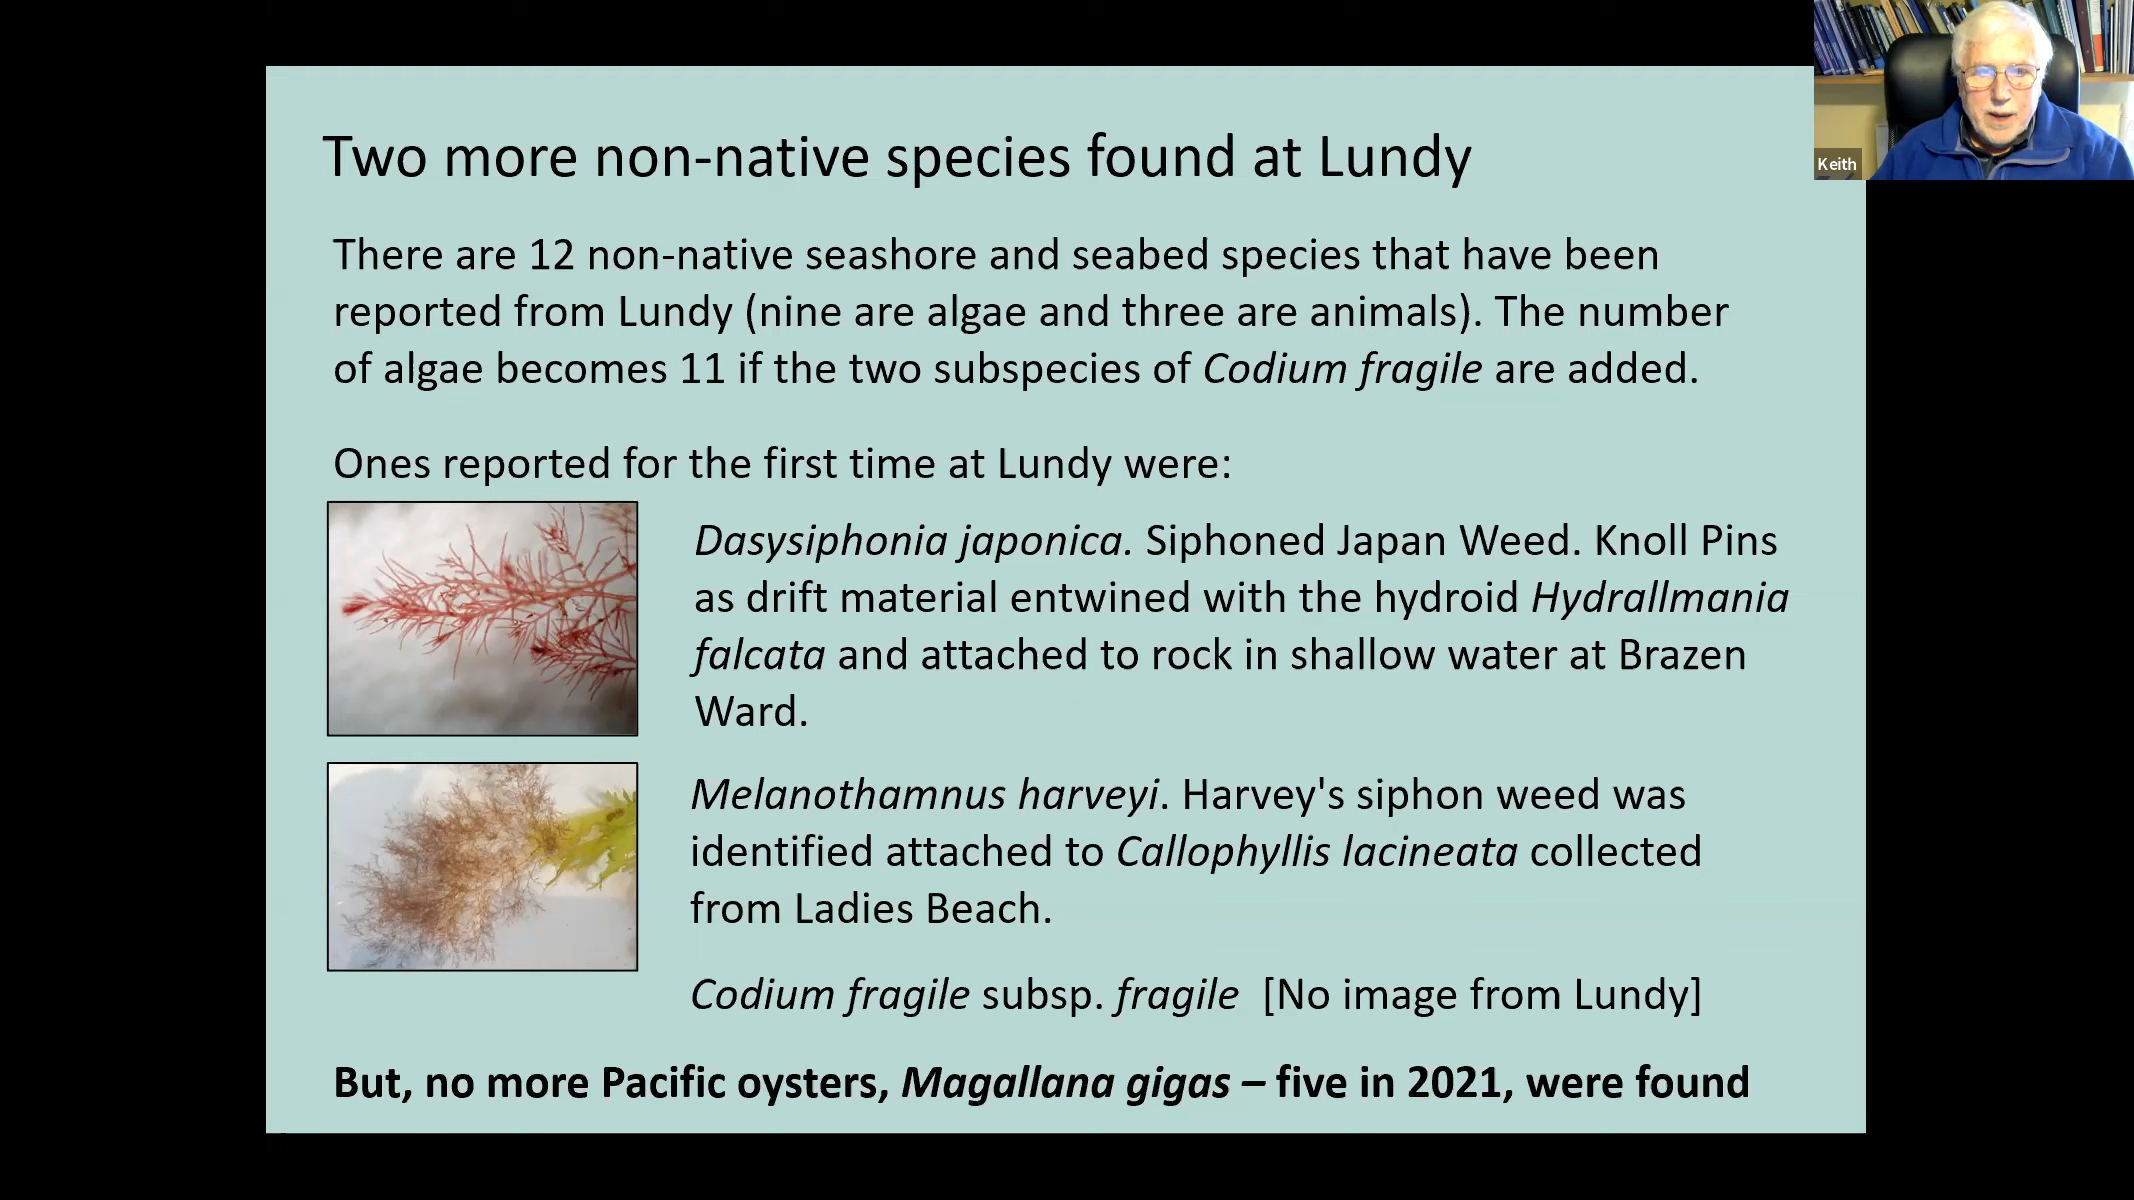 Two more non-native species found at Lundy
Keith
There are 12 non-native seashore and seabed species that have been
reported from Lundy (nine are algae and three are animals). The number
of algae becomes 11 if the two subspecies of Codium fragile are added.
Ones reported for the first time at Lundy were:
Dasysiphonia japonica. Siphoned Japan Weed. Knoll Pins
as drift material entwined with the hydroid Hydrallmania
falcata and attached to rock in shallow water at Brazen
Ward.
Melanothamnus harveyi. Harvey's siphon weed was
identified attached to Callophyllis lacineata collected
from Ladies Beach.
Codium fragile subsp. fragile [No image from Lundy]
But, no more Pacific oysters, Magallana gigas – five in 2021, were found